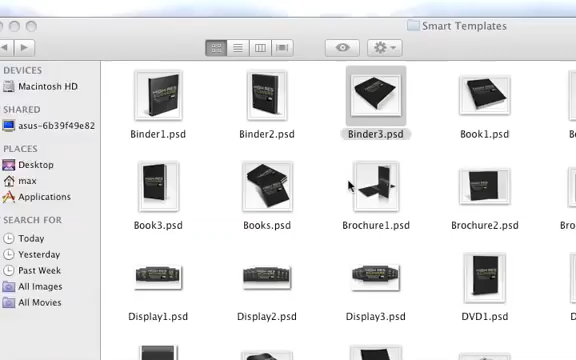 Smart Templates
DEVICES
Macintosh HD
SHARED
asus-6b39f49e82
PLACES
Desktop
max
Applications
SEARCH FOR
Today
Yesterday
Past Week
All Images
All Movies
Binder1.psd
Binder2.psd
Binder3.psd
Book1.psd
Book3.psd
Books.psd
Brochure1.psd
Brochure2.psd
Display1.psd
Display2.psd
Display3.psd
DVD1.psd